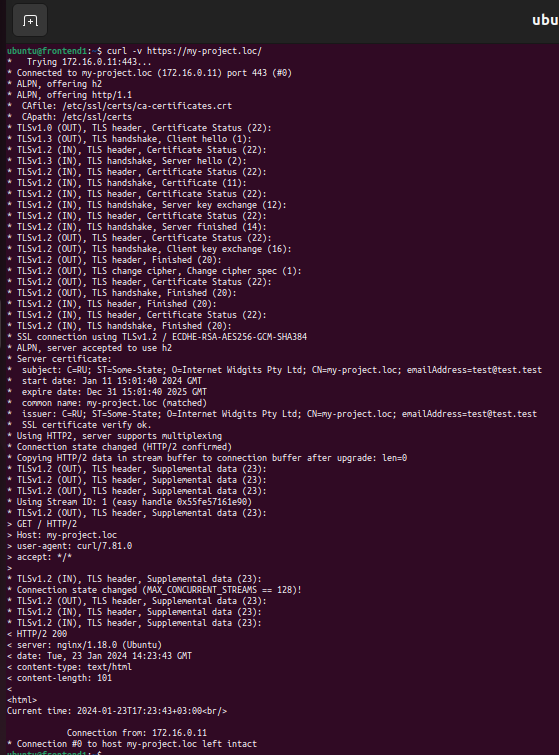 ubu
ubuntu@frontend1:~$ curl -v https://my-project.loc/
*   Trying 172.16.0.11:443...
* Connected to my-project.loc (172.16.0.11) port 443 (#0)
* ALPN, offering h2
* ALPN, offering http/1.1
*  CAfile: /etc/ssl/certs/ca-certificates.crt
*  CApath: /etc/ssl/certs
* TLSv1.0 (OUT), TLS header, Certificate Status (22):
* TLSv1.3 (OUT), TLS handshake, Client hello (1):
* TLSv1.2 (IN), TLS header, Certificate Status (22):
* TLSv1.3 (IN), TLS handshake, Server hello (2):
* TLSv1.2 (IN), TLS header, Certificate Status (22):
* TLSv1.2 (IN), TLS handshake, Certificate (11):
* TLSv1.2 (IN), TLS header, Certificate Status (22):
* TLSv1.2 (IN), TLS handshake, Server key exchange (12):
* TLSv1.2 (IN), TLS header, Certificate Status (22):
* TLSv1.2 (IN), TLS handshake, Server finished (14):
* TLSv1.2 (OUT), TLS header, Certificate Status (22):
* TLSv1.2 (OUT), TLS handshake, Client key exchange (16):
* TLSv1.2 (OUT), TLS header, Finished (20):
* TLSv1.2 (OUT), TLS change cipher, Change cipher spec (1):
* TLSv1.2 (OUT), TLS header, Certificate Status (22):
* TLSv1.2 (OUT), TLS handshake, Finished (20):
* TLSv1.2 (IN), TLS header, Finished (20):
* TLSv1.2 (IN), TLS header, Certificate Status (22):
* TLSv1.2 (IN), TLS handshake, Finished (20):
* SSL connection using TLSv1.2 / ECDHE-RSA-AES256-GCM-SHA384
* ALPN, server accepted to use h2
* Server certificate:
*  subject: C=RU; ST=Some-State; O=Internet Widgits Pty Ltd; CN=my-project.loc; emailAddress=test@test.test
*  start date: Jan 11 15:01:40 2024 GMT
*  expire date: Dec 31 15:01:40 2025 GMT
*  common name: my-project.loc (matched)
*  issuer: C=RU; ST=Some-State; O=Internet Widgits Pty Ltd; CN=my-project.loc; emailAddress=test@test.test
*  SSL certificate verify ok.
* Using HTTP2, server supports multiplexing
* Connection state changed (HTTP/2 confirmed)
* Copying HTTP/2 data in stream buffer to connection buffer after upgrade: len=0
* TLSv1.2 (OUT), TLS header, Supplemental data (23):
* TLSv1.2 (OUT), TLS header, Supplemental data (23):
* TLSv1.2 (OUT), TLS header, Supplemental data (23):
* Using Stream ID: 1 (easy handle 0x55fe57161e90)
* TLSv1.2 (OUT), TLS header, Supplemental data (23):
> GET / HTTP/2
> Host: my-project.loc
> user-agent: curl/7.81.0
> accept: */*
>
* TLSv1.2 (IN), TLS header, Supplemental data (23):
* Connection state changed (MAX_CONCURRENT_STREAMS == 128)!
* TLSv1.2 (OUT), TLS header, Supplemental data (23):
* TLSv1.2 (IN), TLS header, Supplemental data (23):
* TLSv1.2 (IN), TLS header, Supplemental data (23):
< HTTP/2 200
< server: nginx/1.18.0 (Ubuntu)
< date: Tue, 23 Jan 2024 14:23:43 GMT
< content-type: text/html
< content-length: 101
<
<html>
Current time: 2024-01-23T17:23:43+03:00<br/>
Connection from: 172.16.0.11
* Connection #0 to host my-project.loc left intact
ubuntu@frontend1:~$